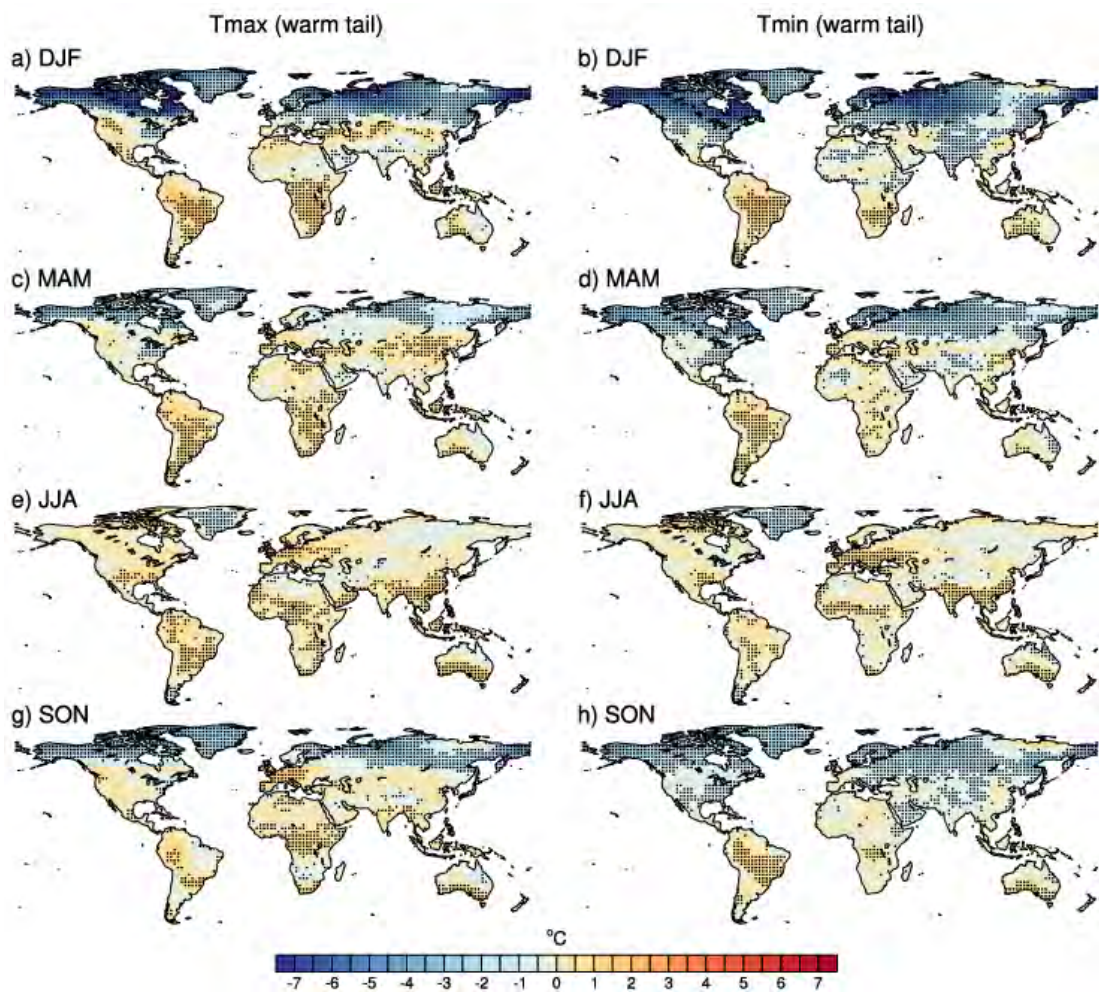 Tmax (warm tail) Tmin (warm tail)
a) DJF b) DJF
c) MAM d) MAM
e) JJA f) JJA
g) SON h) SON
°C
-7 -6 -5 -4 -3 -2 -1 0 1 2 3 4 5 6 7